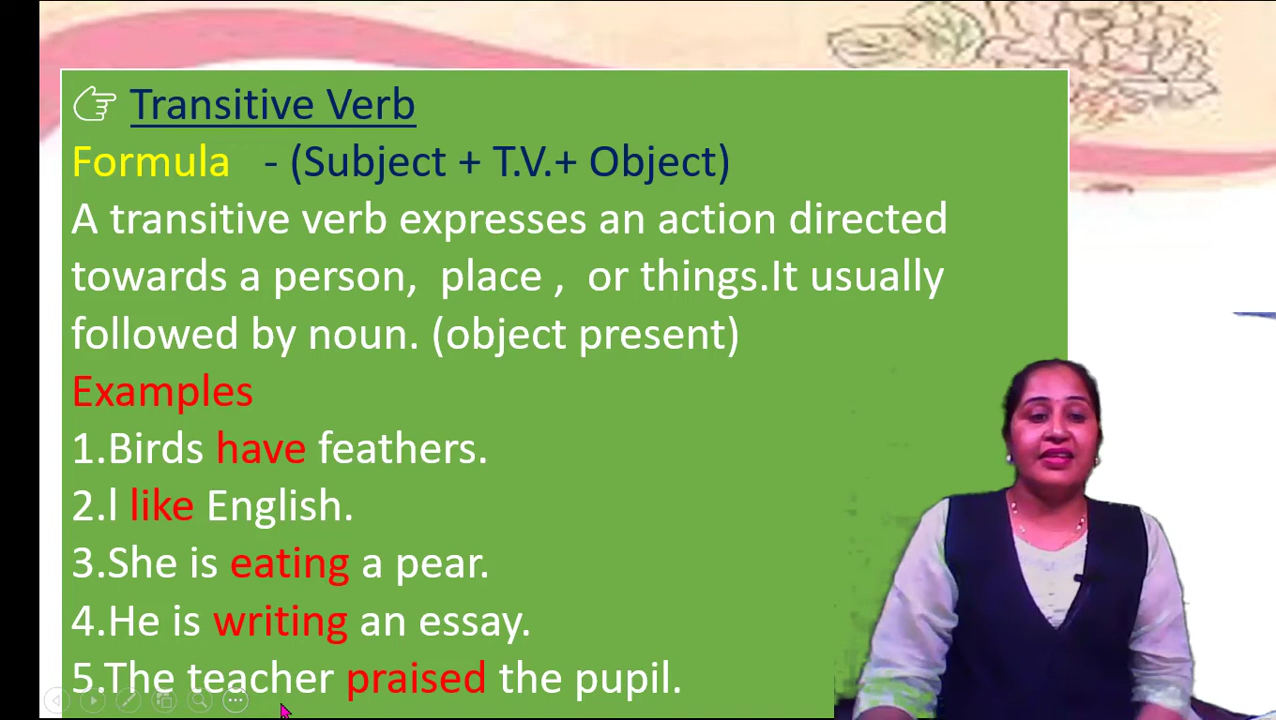 Transitive Verb
Formula - (Subject + T.V.+ Object)
A transitive verb expresses an action directed
towards a person, place , or things.It usually
followed by noun. (object present)
Examples
1.Birds have feathers.
2.l like English.
3.She is eating a pear.
4.He is writing an essay.
5.The teacher praised the pupil.